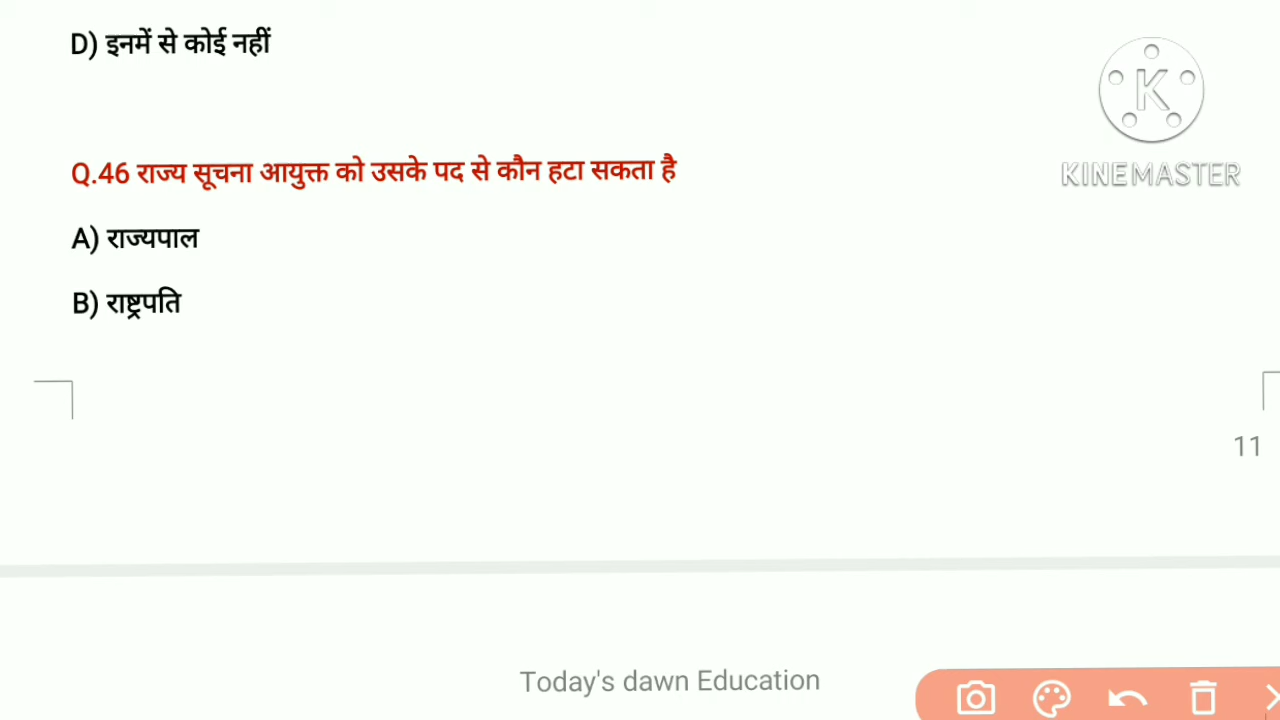 D) इनमें से कोई नहीं
K
KINEMASTER
Q.46 राज्य सूचना आयुक्त को उसके पद से कौन हटा सकता है
A) राज्यपाल
B) राष्ट्रपति
11
Today's dawn Education